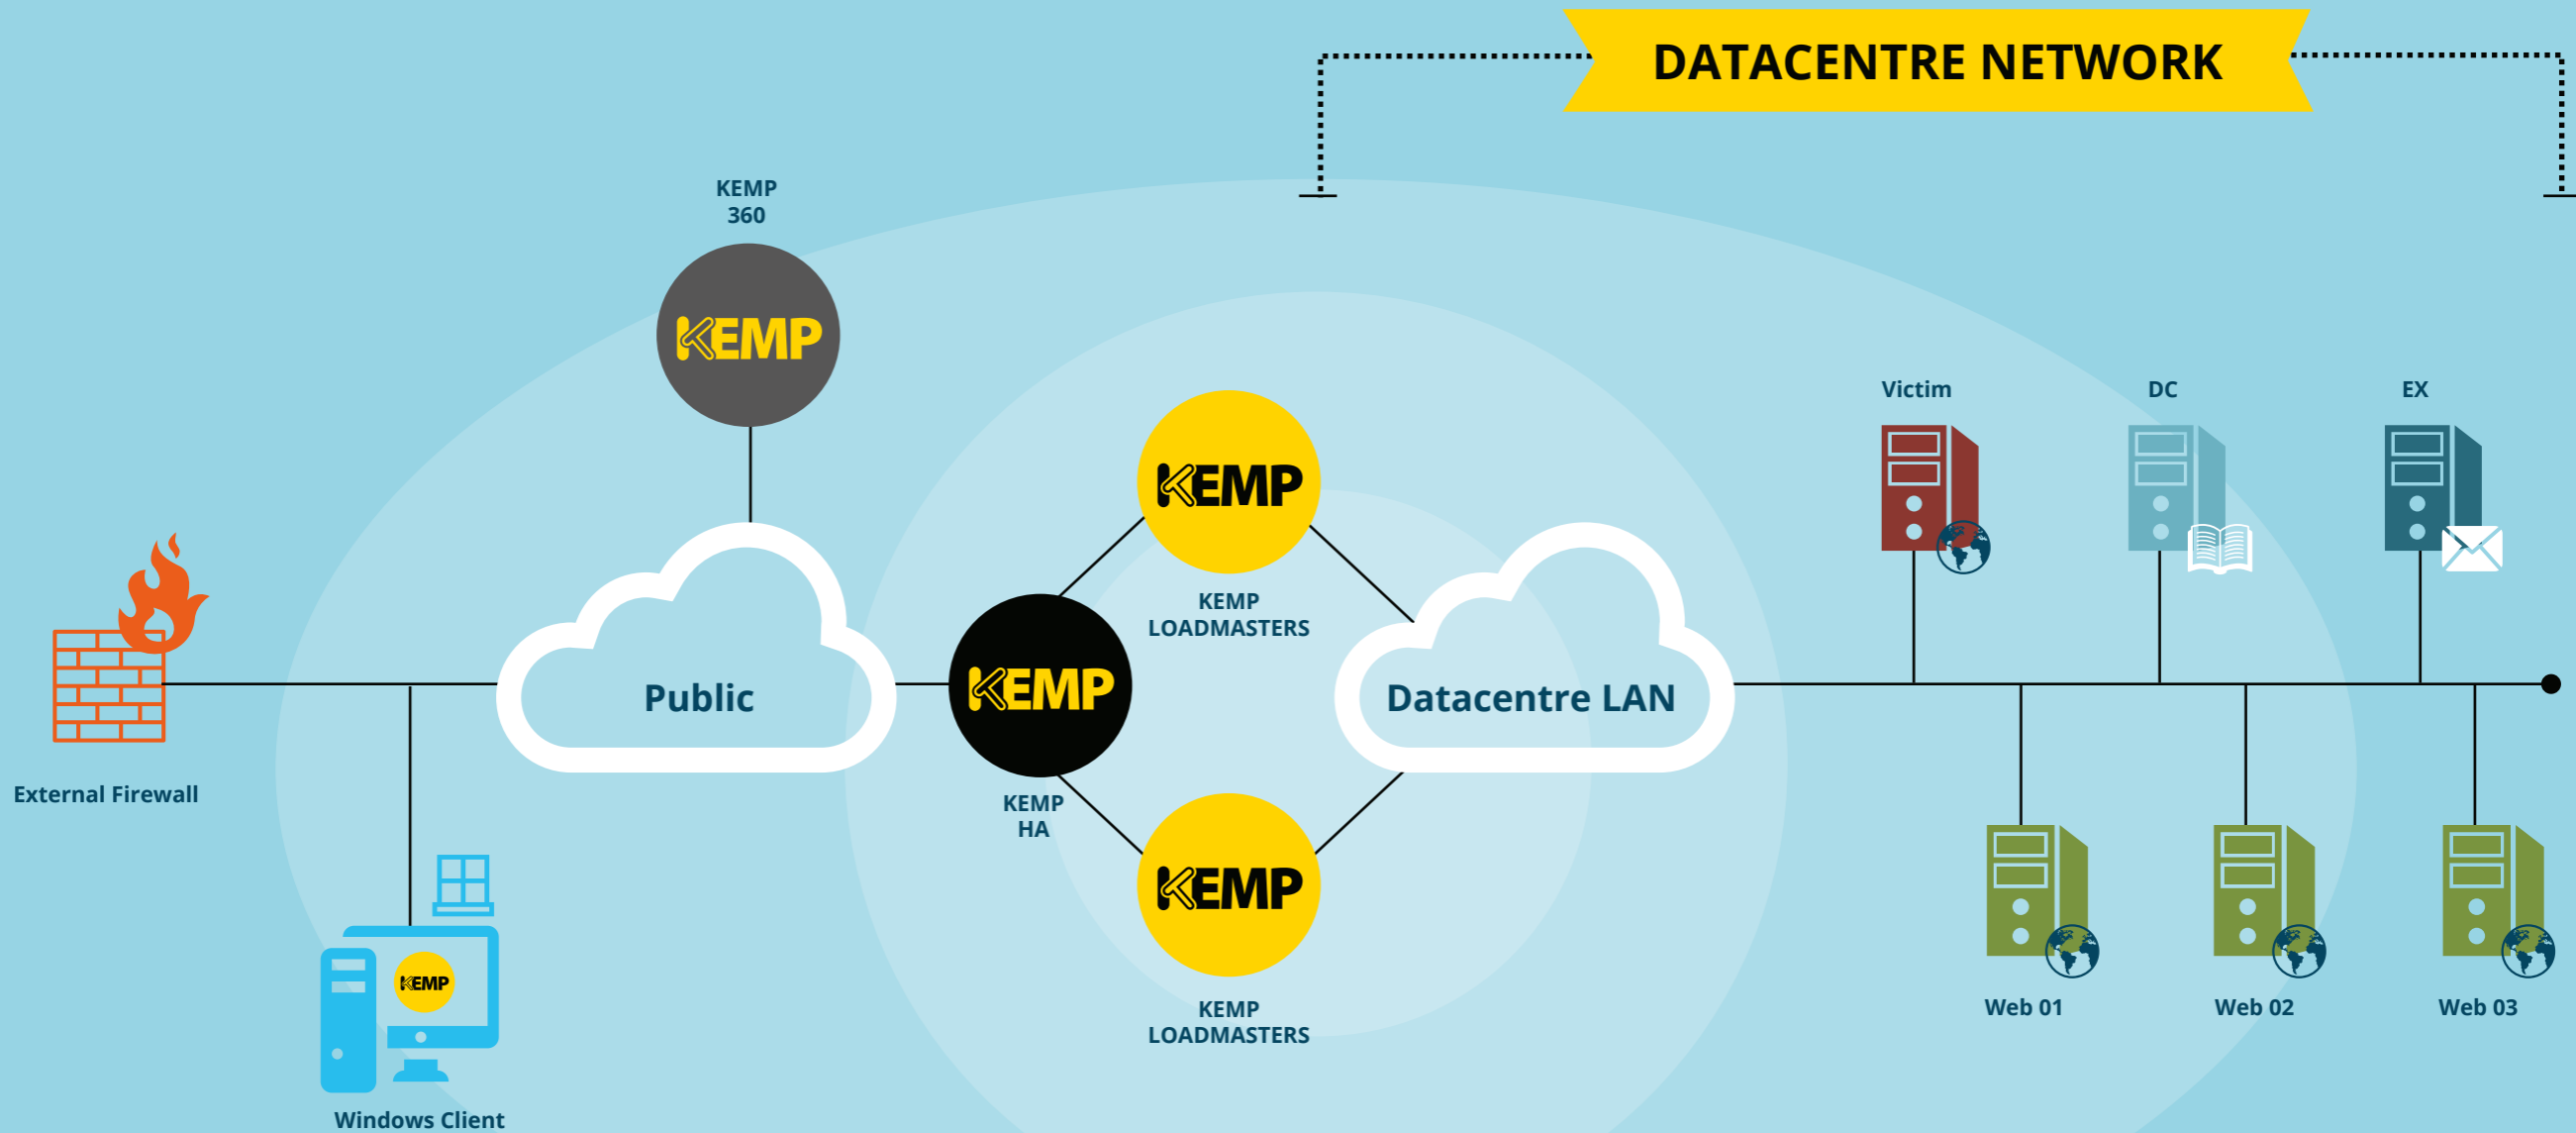 DATACENTRE NETWORK
KEMP
360
KEMP
Victim
DC
EX
KEMP
KEMP
LOADMASTERS
Public
KEMP
Datacentre LAN
External Firewall
KEMP
HA
KEMP
KEMP
LOADMASTERS
KEMP
Windows Client
Web 01
Web 02
Web 03